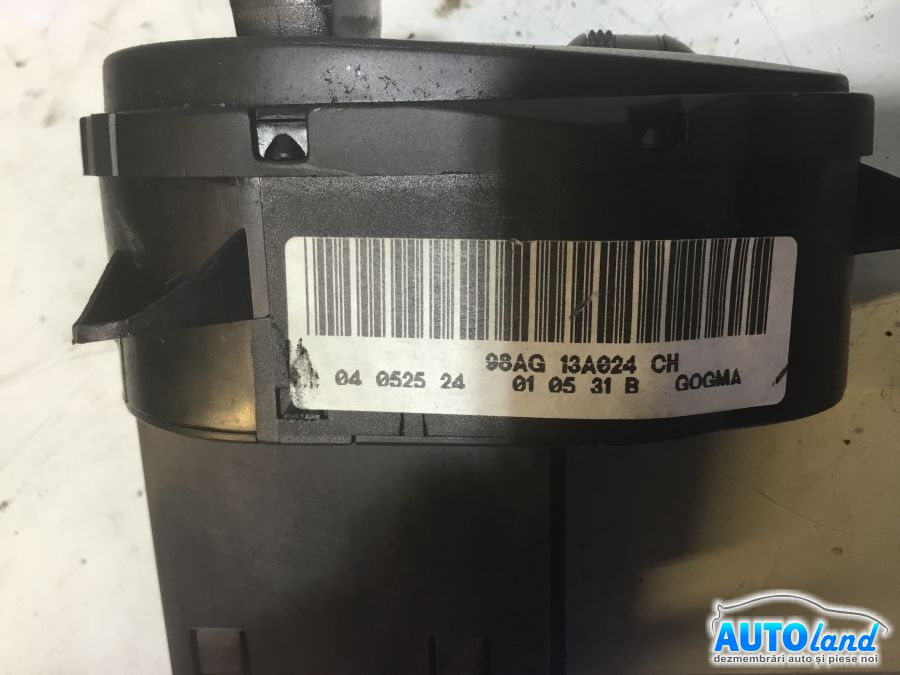 98AG 13A024 CH
04 0525 24 01 05 31 B GOGMA
AUTOland
dezmembrări auto și piese noi